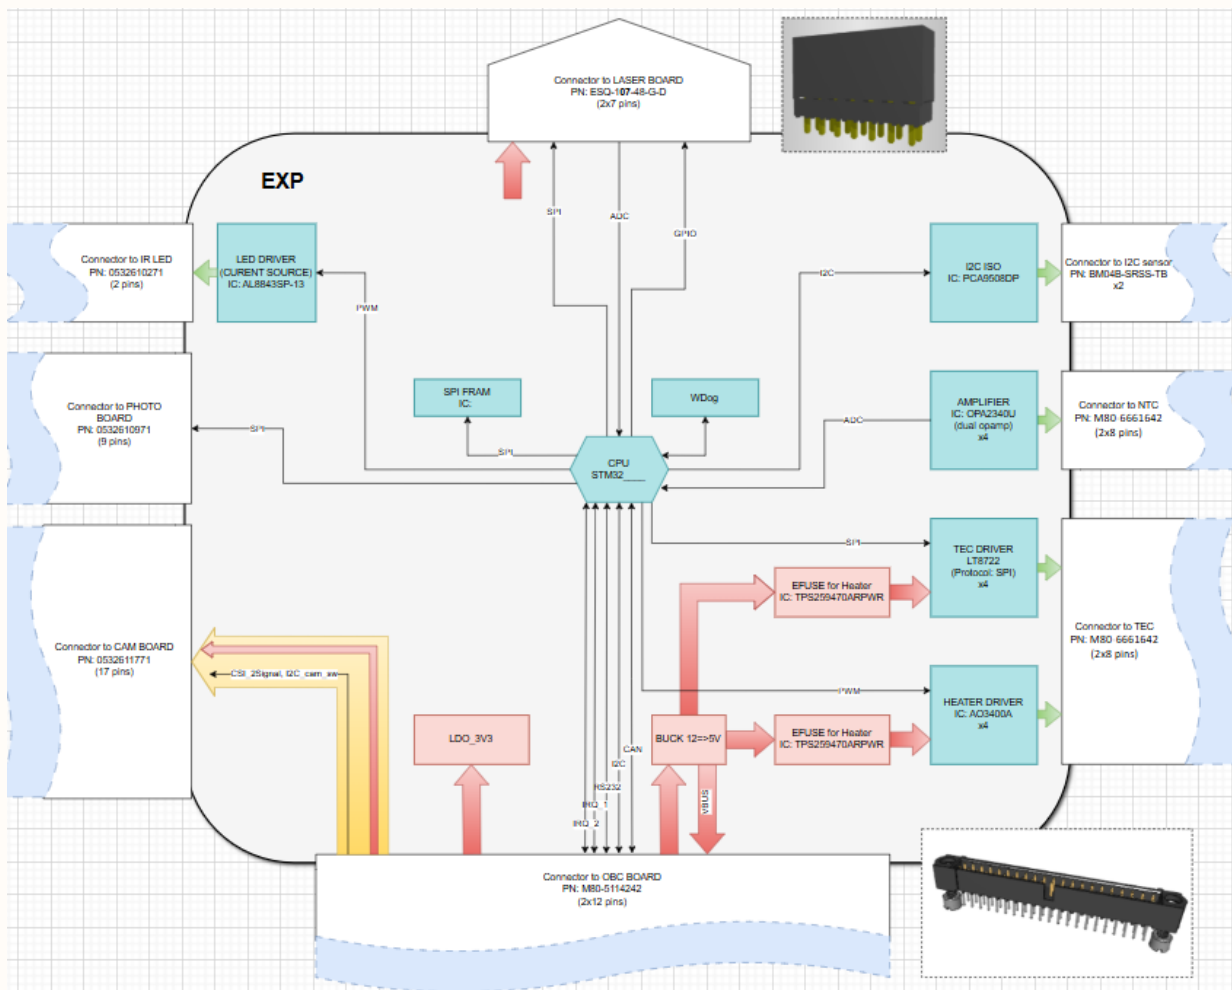 Connector to LASER BOARD
PN: ESQ-107-48-G-D
(2x7 pins)
EXP
SPI
ADC
GPIO
Connector to IR LED
PN: 0532610271
(2 pins)
LED DRIVER
(CURENT SOURCE)
IC: AL8843SP-13
PWM
I2C
I2C ISO
IC: PCA9508DP
Connector to I2C sensor
PN: BM04B-SRSS-TB
x2
Connector to PHOTO
BOARD
PN: 0532610971
(9 pins)
SPI
SPI FRAM
IC:
SPI
WDog
CPU
STM32____
ADC
AMPLIFIER
IC: OPA2340U
(dual opamp)
x4
Connector to NTC
PN: M80-6661642
(2x8 pins)
SPI
TEC DRIVER
LT8722
(Protocol: SPI)
x4
EFUSE for Heater
IC: TPS259470ARPWR
Connector to TEC
PN: M80-6661642
(2x8 pins)
Connector to CAM BOARD
PN: 0532611771
(17 pins)
CSI_2Signal, I2C_cam_sw
PWM
HEATER DRIVER
IC: AO3400A
x4
LDO_3V3
BUCK 12=>5V
EFUSE for Heater
IC: TPS259470ARPWR
CAN
I2C
RS232
IRQ_1
IRQ_2
VBUS
Connector to OBC BOARD
PN: M80-5114242
(2x12 pins)